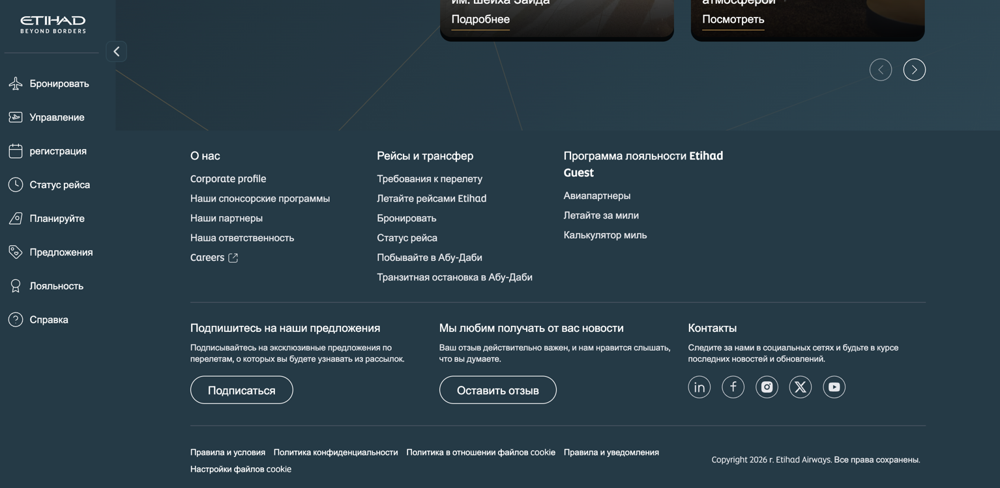 ETIHAD
BEYOND BORDERS
Бронировать
Управление
регистрация
Статус рейса
Планируйте
Предложения
Лояльность
Справка
им. шейха Зайда
Подробнее
атмосферой
Посмотреть
О нас
Corporate profile
Наши спонсорские программы
Наши партнеры
Наша ответственность
Careers
Рейсы и трансфер
Требования к перелету
Летайте рейсами Etihad
Бронировать
Статус рейса
Побывайте в Абу-Даби
Транзитная остановка в Абу-Даби
Программа лояльности Etihad
Guest
Авиапартнеры
Летайте за мили
Калькулятор миль
Подпишитесь на наши предложения
Подписывайтесь на эксклюзивные предложения по
перелетам, о которых вы будете узнавать из рассылок.
Подписаться
Мы любим получать от вас новости
Ваш отзыв действительно важен, и нам нравится слышать,
что вы думаете.
Оставить отзыв
Контакты
Следите за нами в социальных сетях и будьте в курсе
последних новостей и обновлений.
Правила и условия Политика конфиденциальности Политика в отношении файлов cookie Правила и уведомления
Настройки файлов cookie
Copyright 2026 г. Etihad Airways. Все права сохранены.